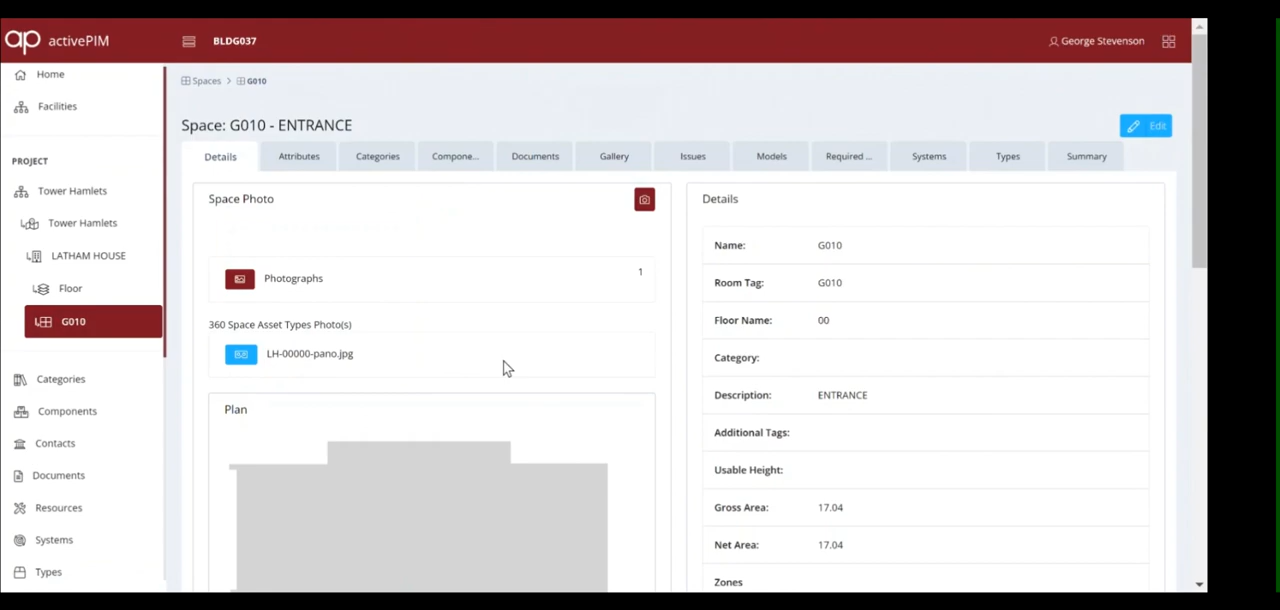 ap activePIM
BLDG037
George Stevenson
Home
Facilities
PROJECT
Tower Hamlets
Tower Hamlets
LATHAM HOUSE
Floor
G010
Categories
Components
Contacts
Documents
Resources
Systems
Types
Spaces > G010
Space: G010 - ENTRANCE
Edit
Details
Attributes
Categories
Compone...
Documents
Gallery
Issues
Models
Required ...
Systems
Types
Summary
Space Photo
Photographs
1
360 Space Asset Types Photo(s)
LH-00000-pano.jpg
Plan
Details
Name: G010
Room Tag: G010
Floor Name: 00
Category:
Description: ENTRANCE
Additional Tags:
Usable Height:
Gross Area: 17.04
Net Area: 17.04
Zones